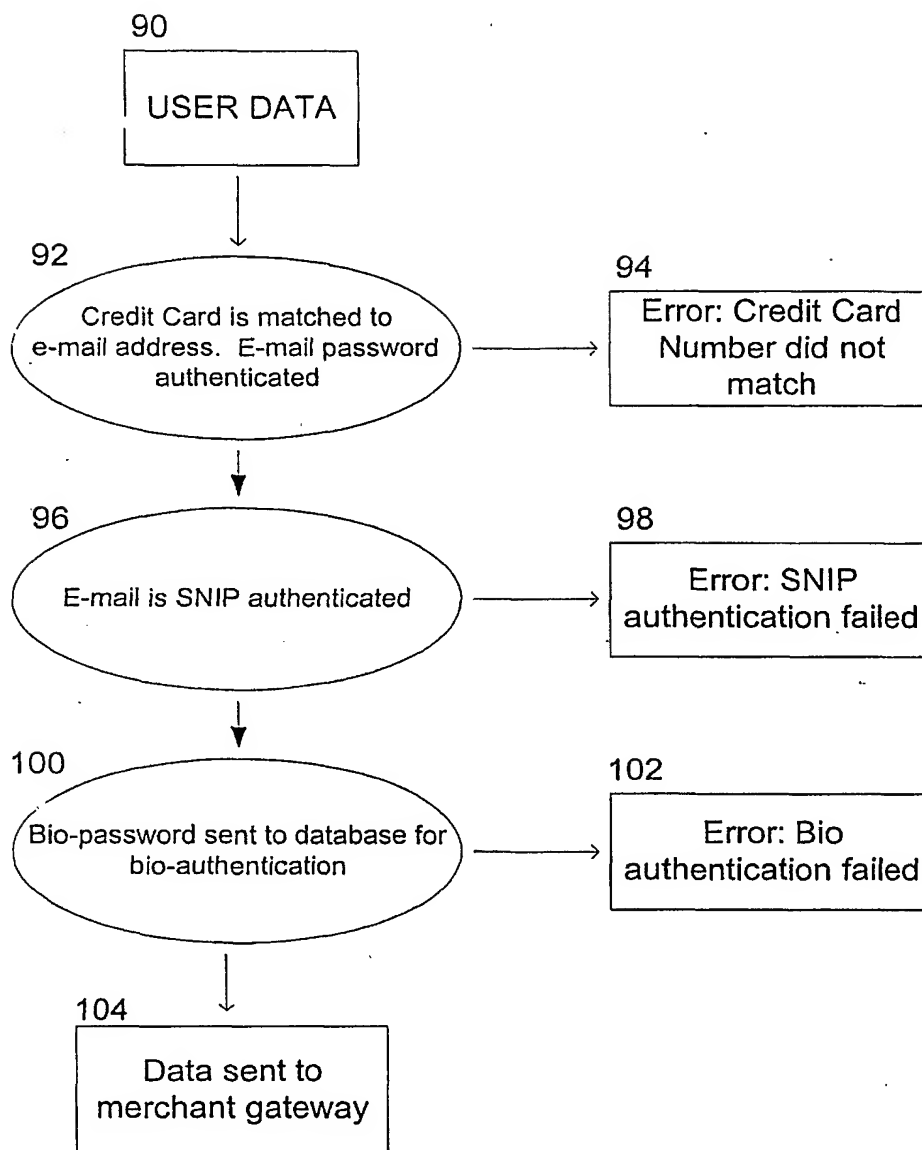 90
USER DATA
92
Credit Card is matched to
e-mail address. E-mail password
authenticated
94
Error: Credit Card
Number did not
match
96
E-mail is SNIP authenticated
98
Error: SNIP
authentication failed
100
Bio-password sent to database for
bio-authentication
102
Error: Bio
authentication failed
104
Data sent to
merchant gateway